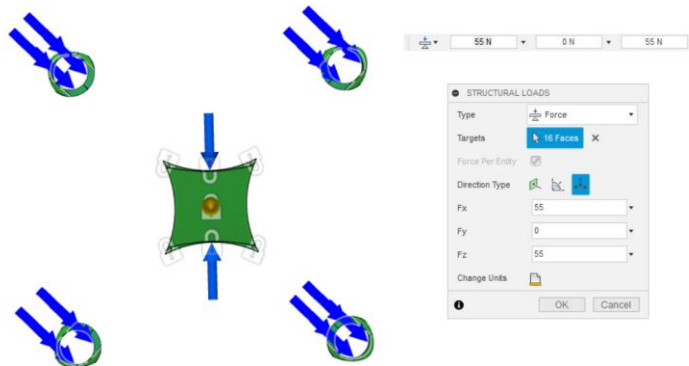 55 N 0 N 55 N
STRUCTURAL LOADS
Type Force
Targets 16 Faces
Force Per Entity
Direction Type
Fx 55
Fy 0
Fz 55
Change Units
OK Cancel